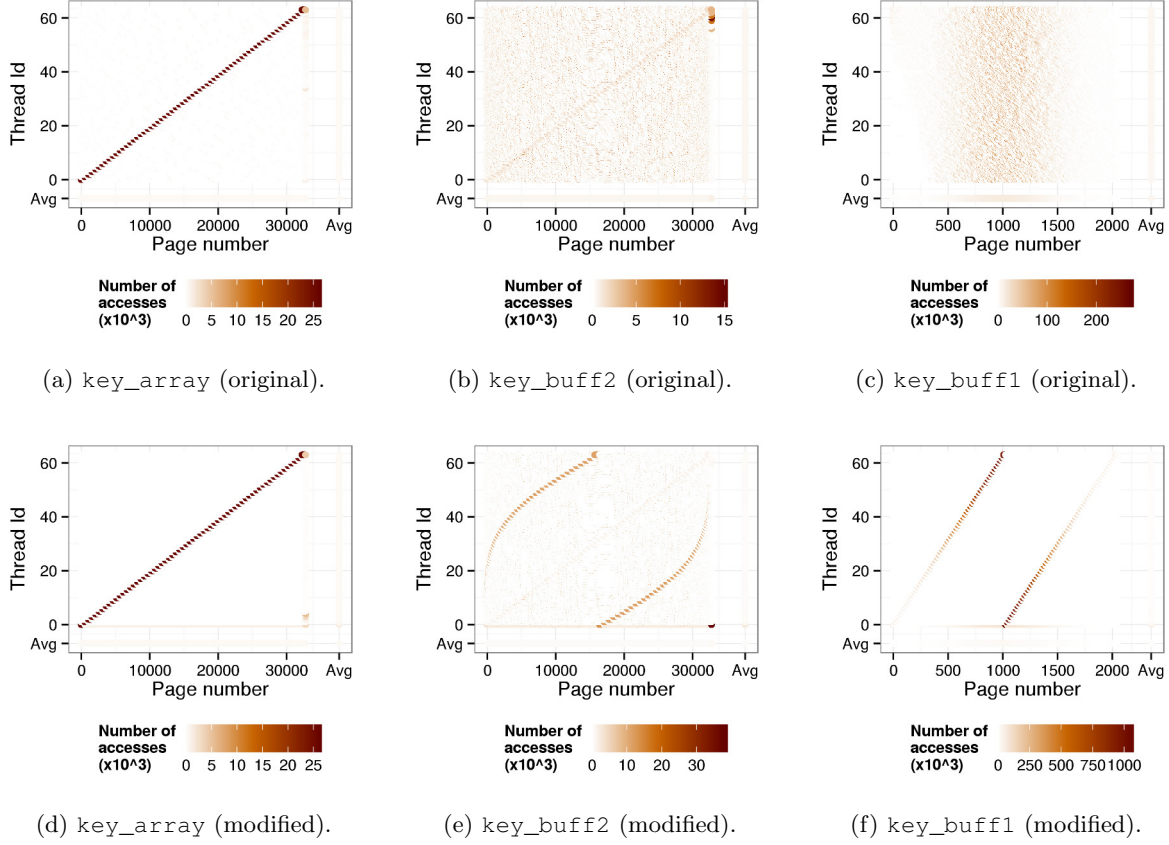 60
40
20
0
Avg
Thread Id
0 10000 20000 30000 Avg
Page number
Number of
accesses
(x10^3)
0 5 10 15 20 25
(a) key_array (original).
60
40
20
0
Avg
Thread Id
0 10000 20000 30000 Avg
Page number
Number of
accesses
(x10^3)
0 5 10 15
(b) key_buff2 (original).
60
40
20
0
Avg
Thread Id
0 500 1000 1500 2000 Avg
Page number
Number of
accesses
(x10^3)
0 100 200
(c) key_buff1 (original).
60
40
20
0
Avg
Thread Id
0 10000 20000 30000 Avg
Page number
Number of
accesses
(x10^3)
0 5 10 15 20 25
(d) key_array (modified).
60
40
20
0
Avg
Thread Id
0 10000 20000 30000 Avg
Page number
Number of
accesses
(x10^3)
0 10 20 30
(e) key_buff2 (modified).
60
40
20
0
Avg
Thread Id
0 500 1000 1500 2000 Avg
Page number
Number of
accesses
(x10^3)
0 250 500 750 1000
(f) key_buff1 (modified).